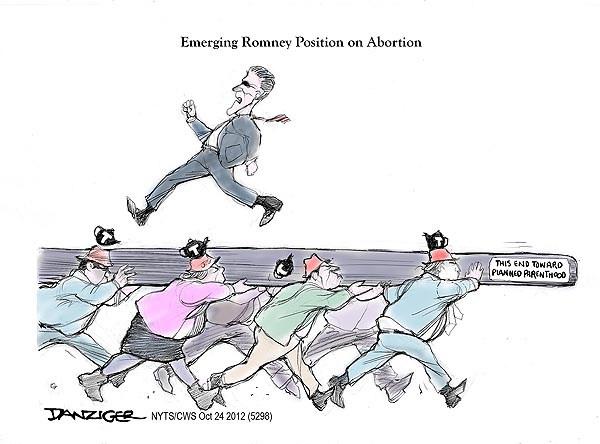 Emerging Romney Position on Abortion
T
T
T
THIS END TOWARD
PLANNED PARENTHOOD
DANZIGER NYTS/CWS Oct 24 2012 (5298)